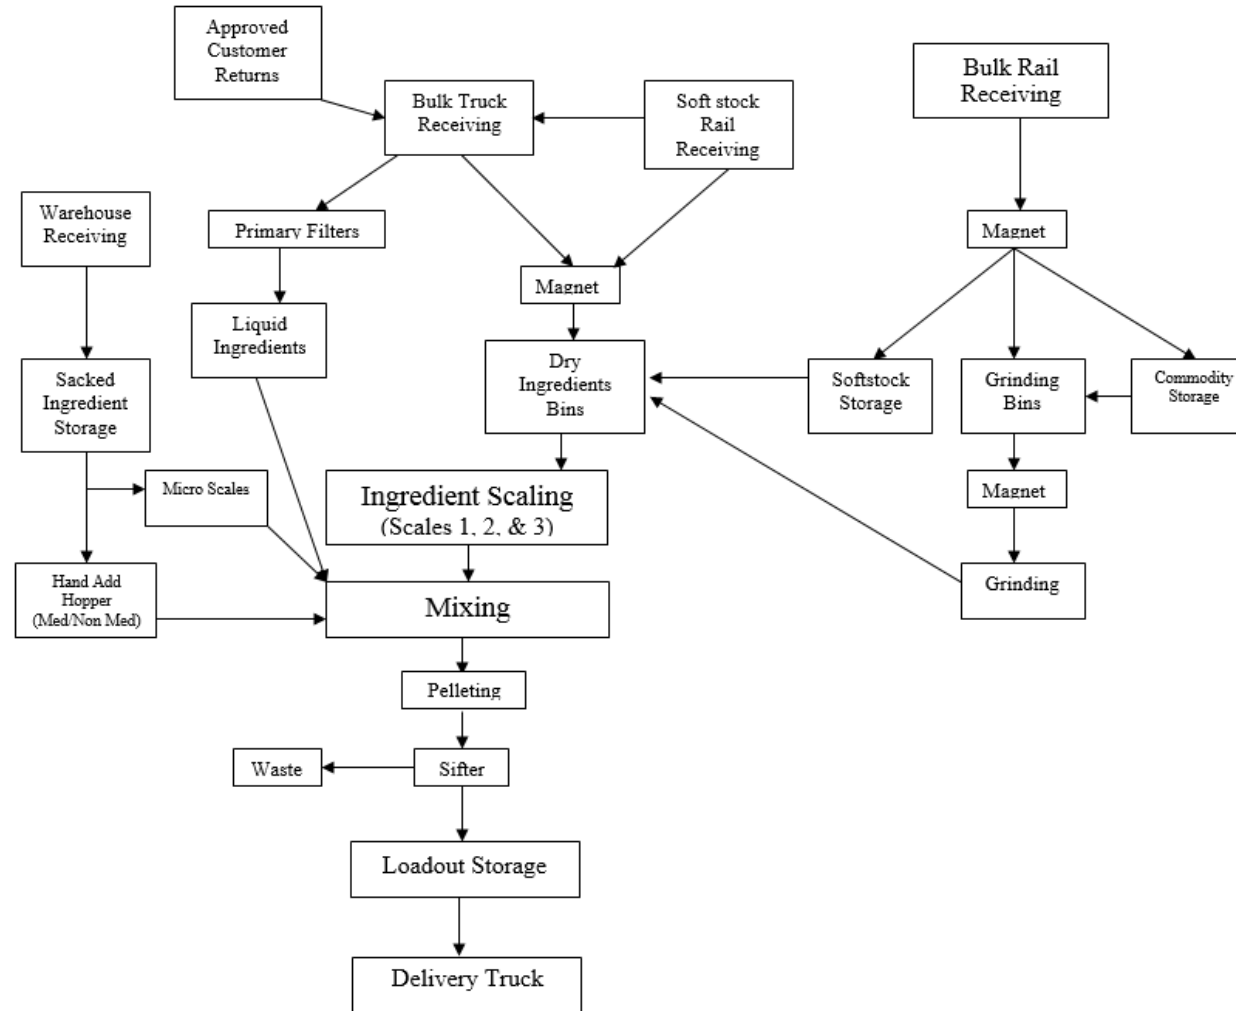 Approved
Customer
Returns
Bulk Truck
Receiving
Soft stock
Rail
Receiving
Bulk Rail
Receiving
Warehouse
Receiving
Primary Filters
Magnet
Magnet
Liquid
Ingredients
Dry
Ingredients
Bins
Softstock
Storage
Grinding
Bins
Commodity
Storage
Sacked
Ingredient
Storage
Micro Scales
Ingredient Scaling
(Scales 1, 2, & 3)
Magnet
Hand Add
Hopper
(Med/Non Med)
Mixing
Grinding
Pelleting
Waste
Sifter
Loadout Storage
Delivery Truck